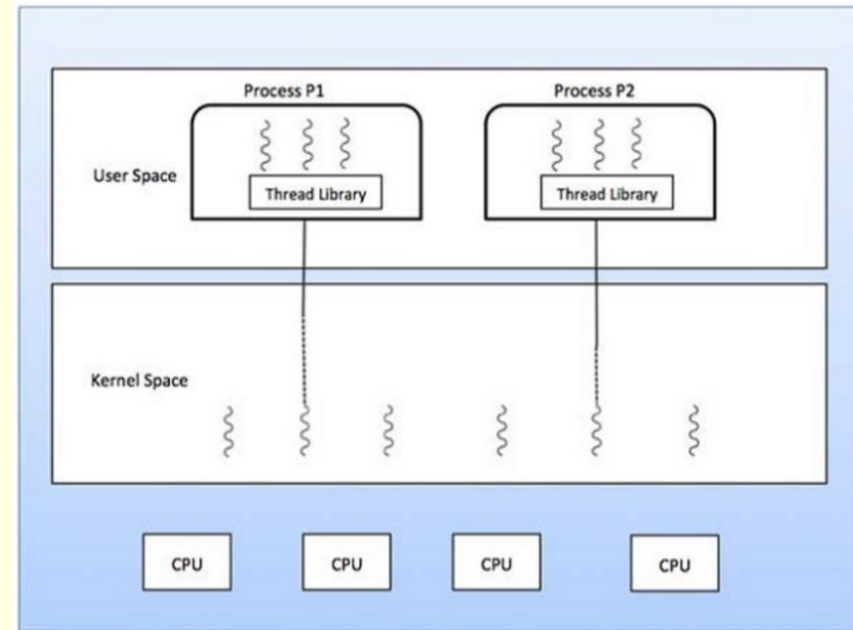 Process P1
Process P2
User Space
Thread Library
Thread Library
Kernel Space
CPU
CPU
CPU
CPU